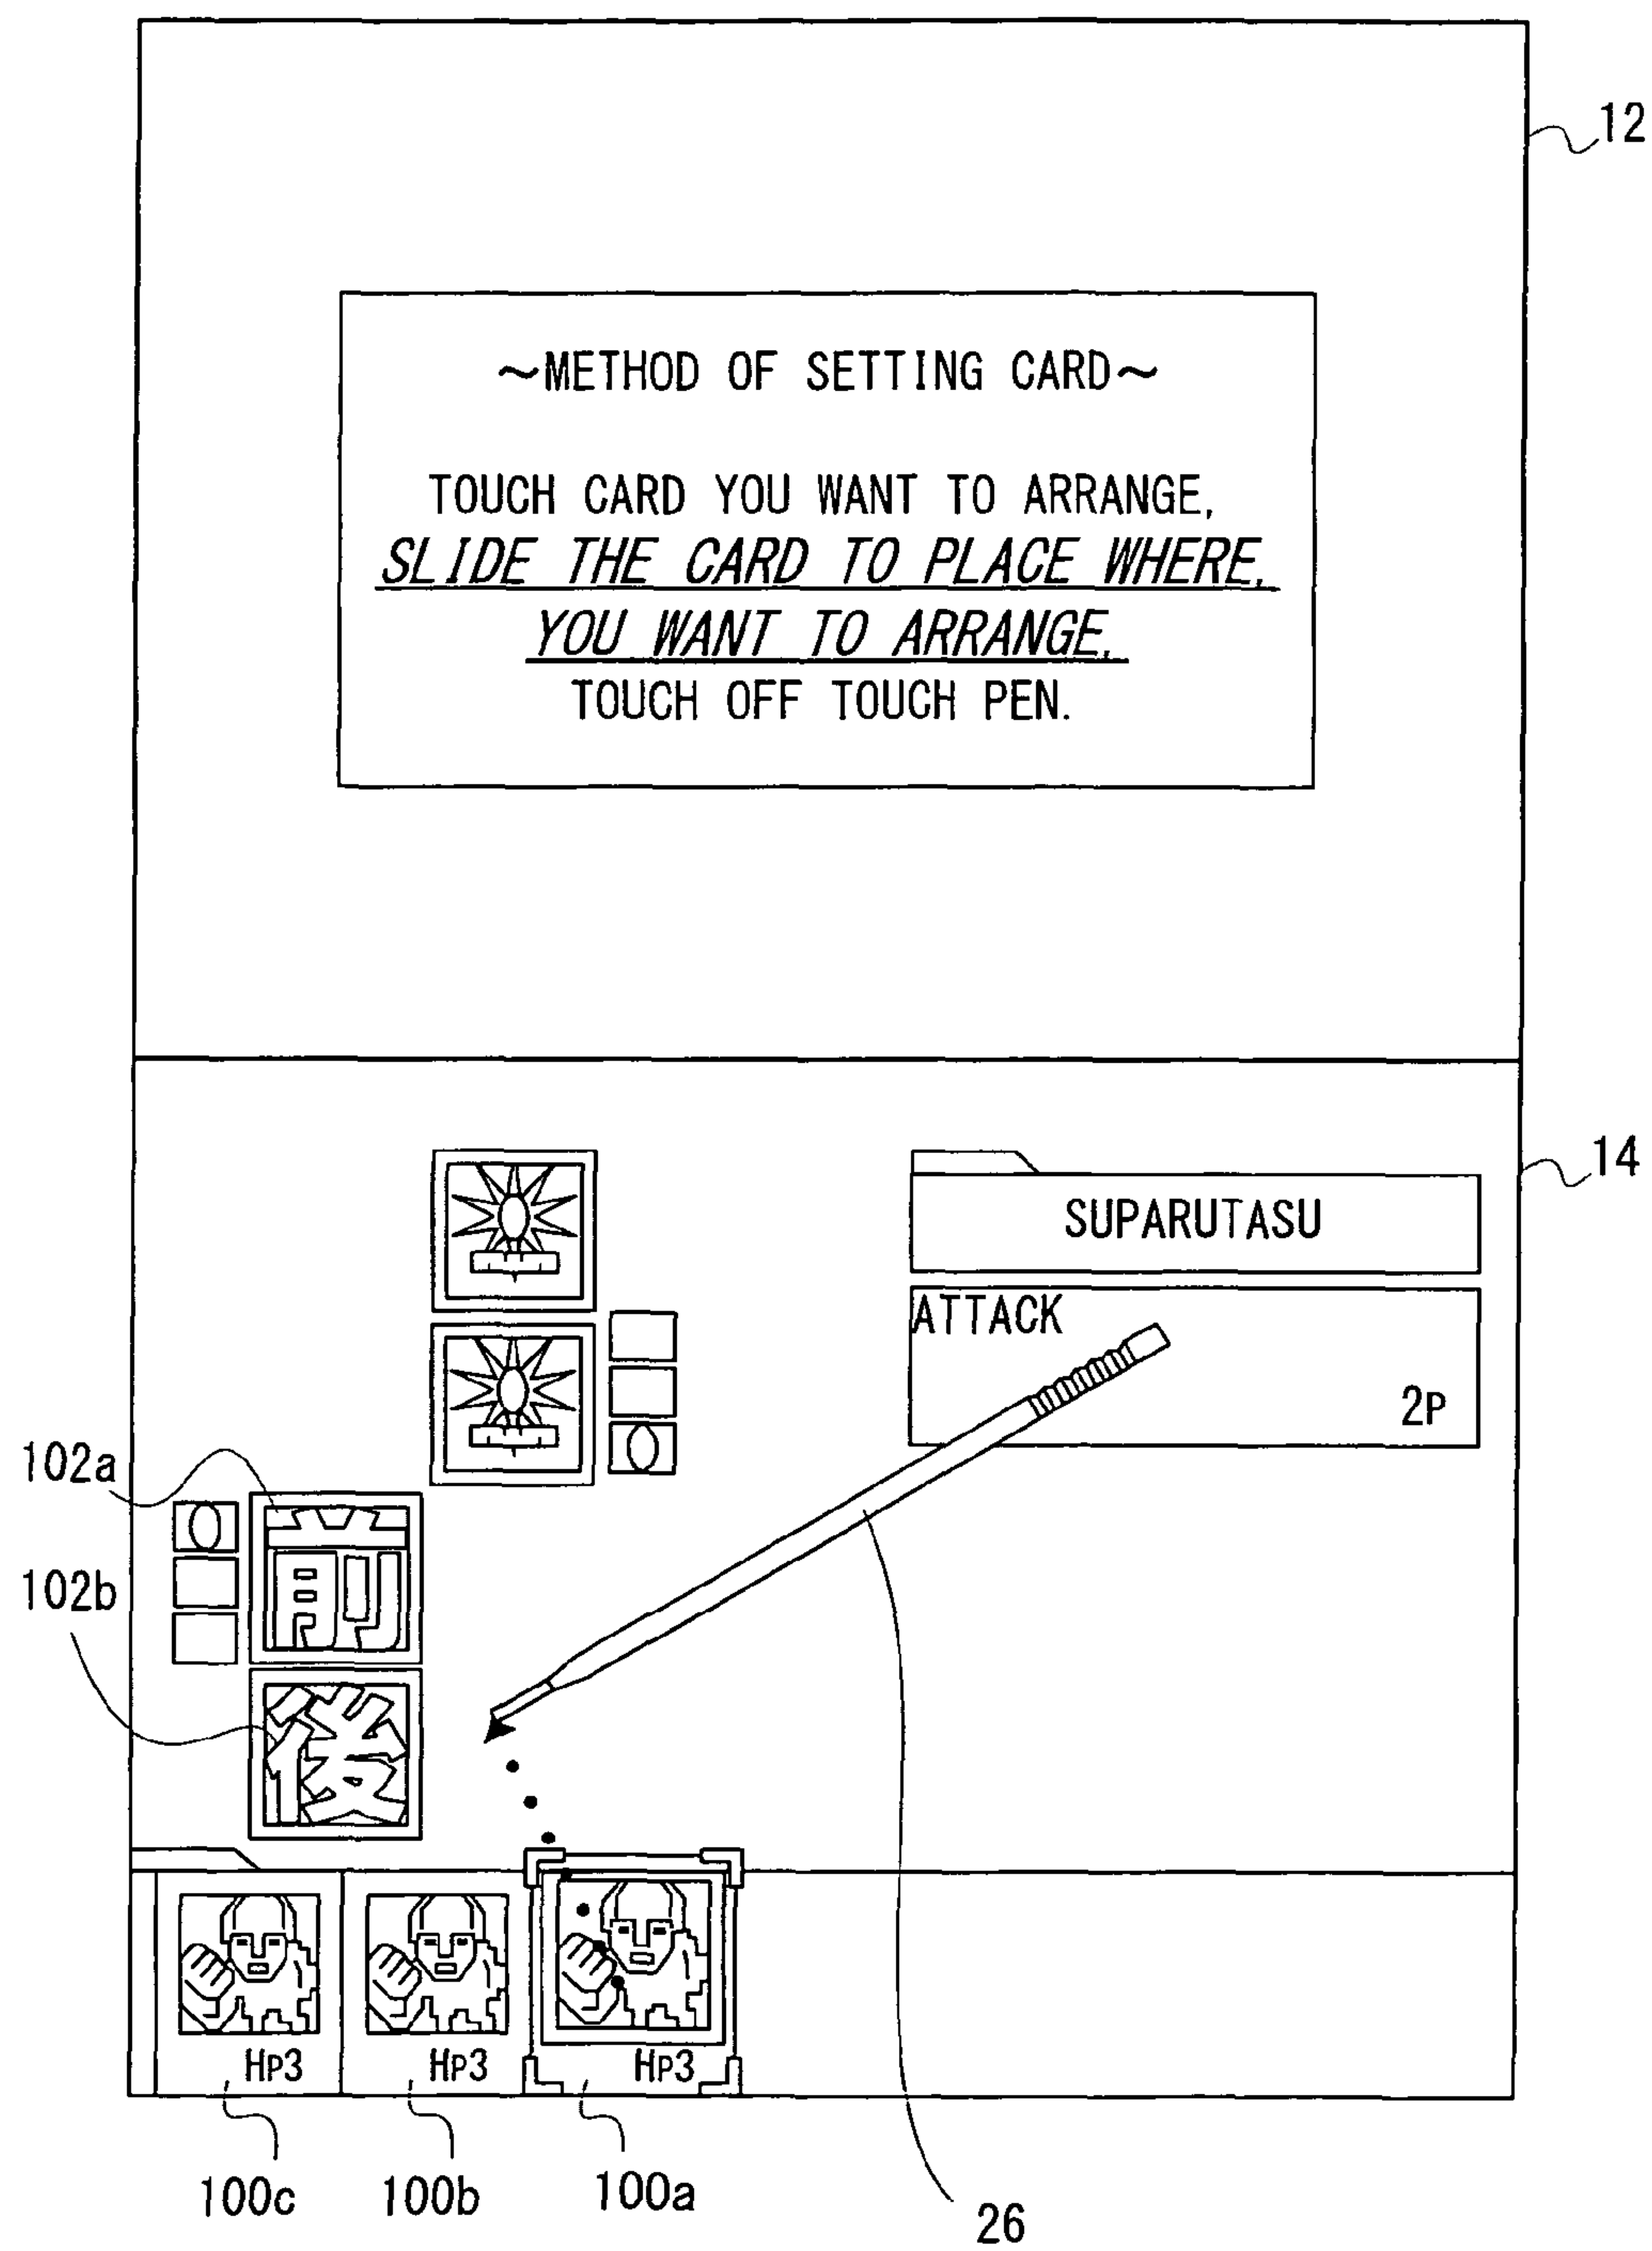 12
~METHOD OF SETTING CARD~
TOUCH CARD YOU WANT TO ARRANGE,
SLIDE THE CARD TO PLACE WHERE,
YOU WANT TO ARRANGE,
TOUCH OFF TOUCH PEN.
14
SUPARUTASU
ATTACK
2P
102a
前
102b
後
HP3
HP3
HP3
100c
100b
100a
26